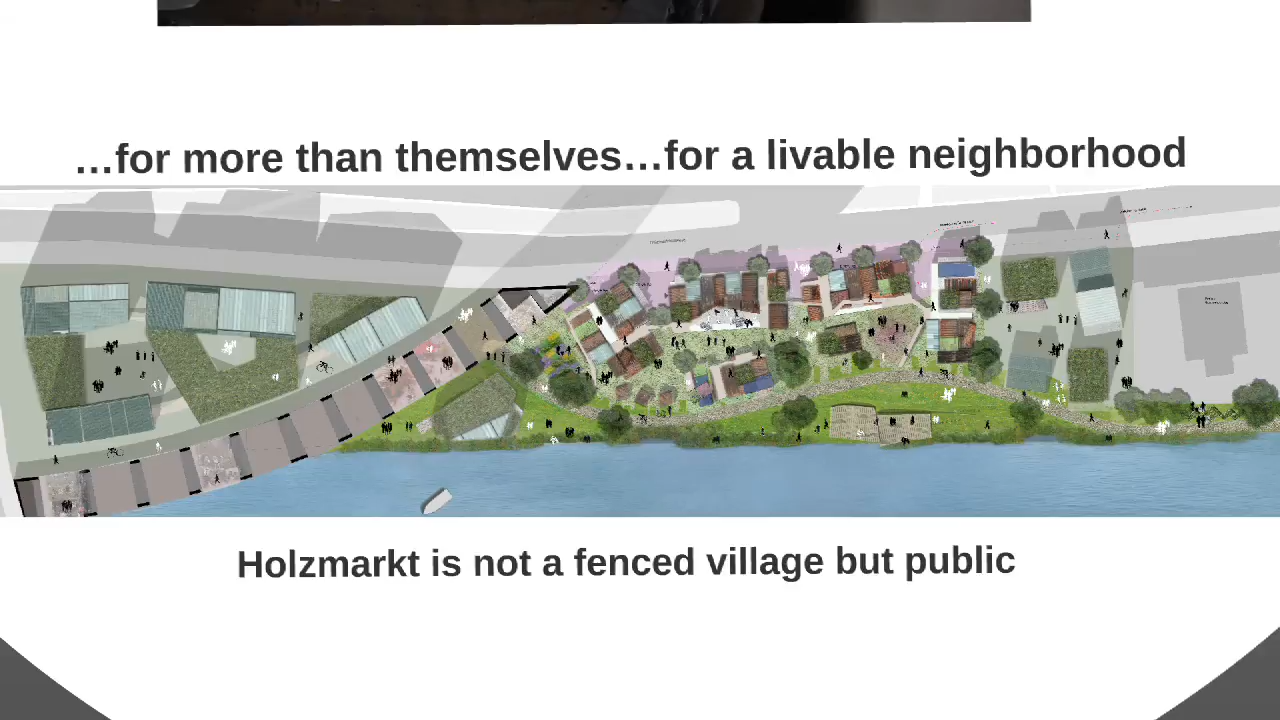 ...for more than themselves...for a livable neighborhood
Holzmarkt is not a fenced village but public